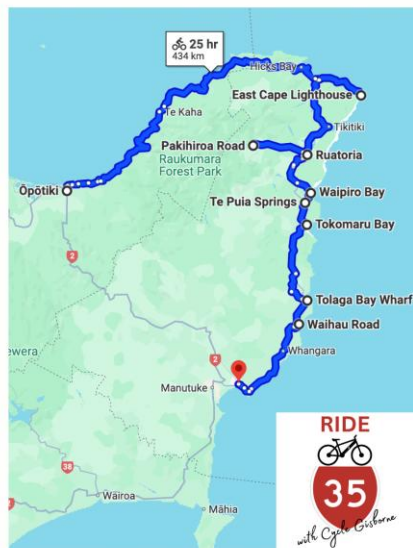 25 hr
434 km
Hicks Bay
East Cape Lighthouse
Te Kaha
Tikitiki
Pakihiroa Road
Raukumara
Forest Park
Ruatoria
Ōpōtiki
Waipiro Bay
Te Puia Springs
Tokomaru Bay
2
Tolaga Bay Wharf
Waihau Road
ewera
2
Whangara
Manutuke
38
2
Wairoa
Māhia
RIDE
35
with Cycle Gisborne